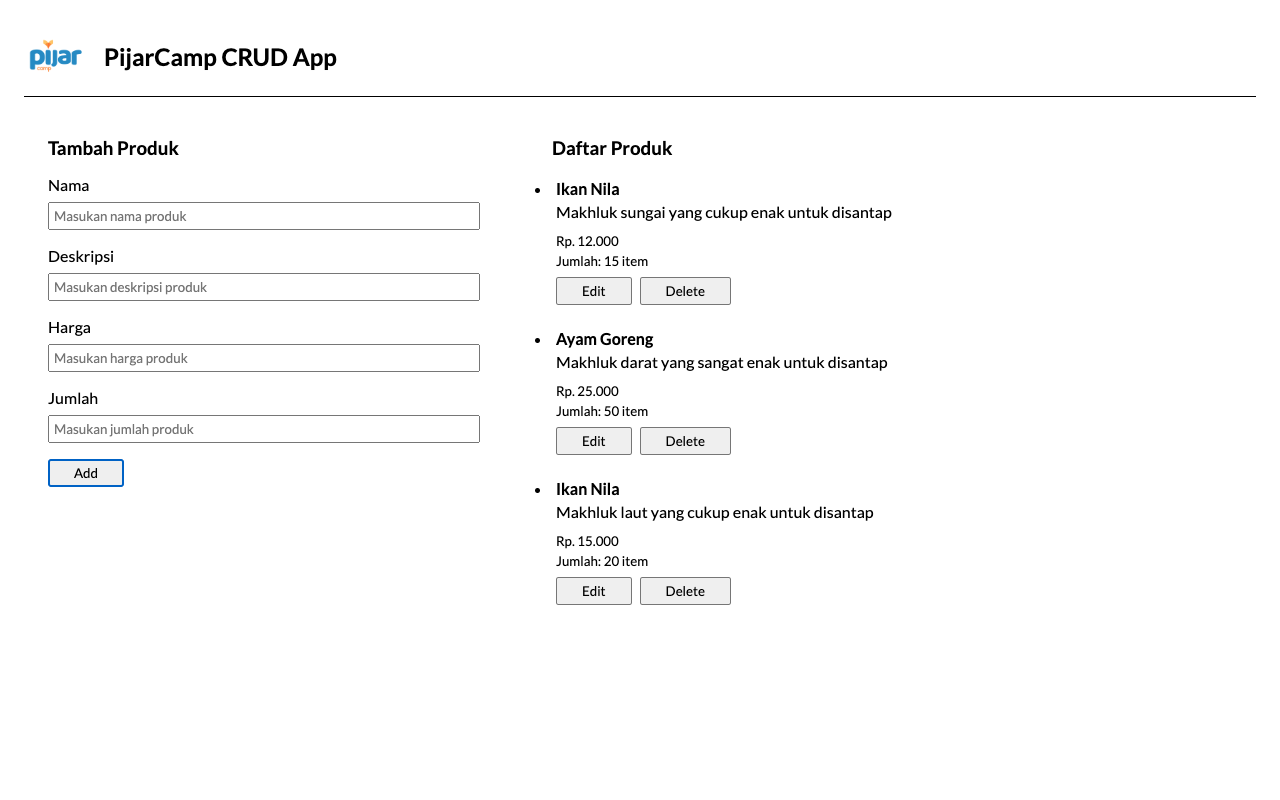 pijar
camp
PijarCamp CRUD App
Tambah Produk
Nama
Masukan nama produk
Deskripsi
Masukan deskripsi produk
Harga
Masukan harga produk
Jumlah
Masukan jumlah produk
Add
Daftar Produk
Ikan Nila
Makhluk sungai yang cukup enak untuk disantap
Rp. 12.000
Jumlah: 15 item
Edit Delete
Ayam Goreng
Makhluk darat yang sangat enak untuk disantap
Rp. 25.000
Jumlah: 50 item
Edit Delete
Ikan Nila
Makhluk laut yang cukup enak untuk disantap
Rp. 15.000
Jumlah: 20 item
Edit Delete